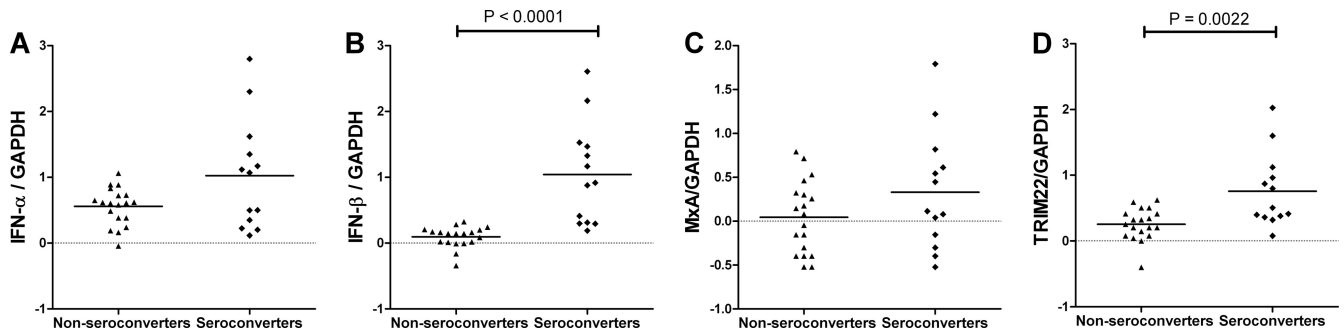 A
IFN-α / GAPDH
3
2
1
0
-1
Non-seroconverters Seroconverters
B
P < 0.0001
IFN-β / GAPDH
3
2
1
0
-1
Non-seroconverters Seroconverters
C
MxA/GAPDH
2.0
1.5
1.0
0.5
0.0
-0.5
-1.0
Non-seroconverters Seroconverters
D
P = 0.0022
TRIM22/GAPDH
3
2
1
0
-1
Non-seroconverters Seroconverters